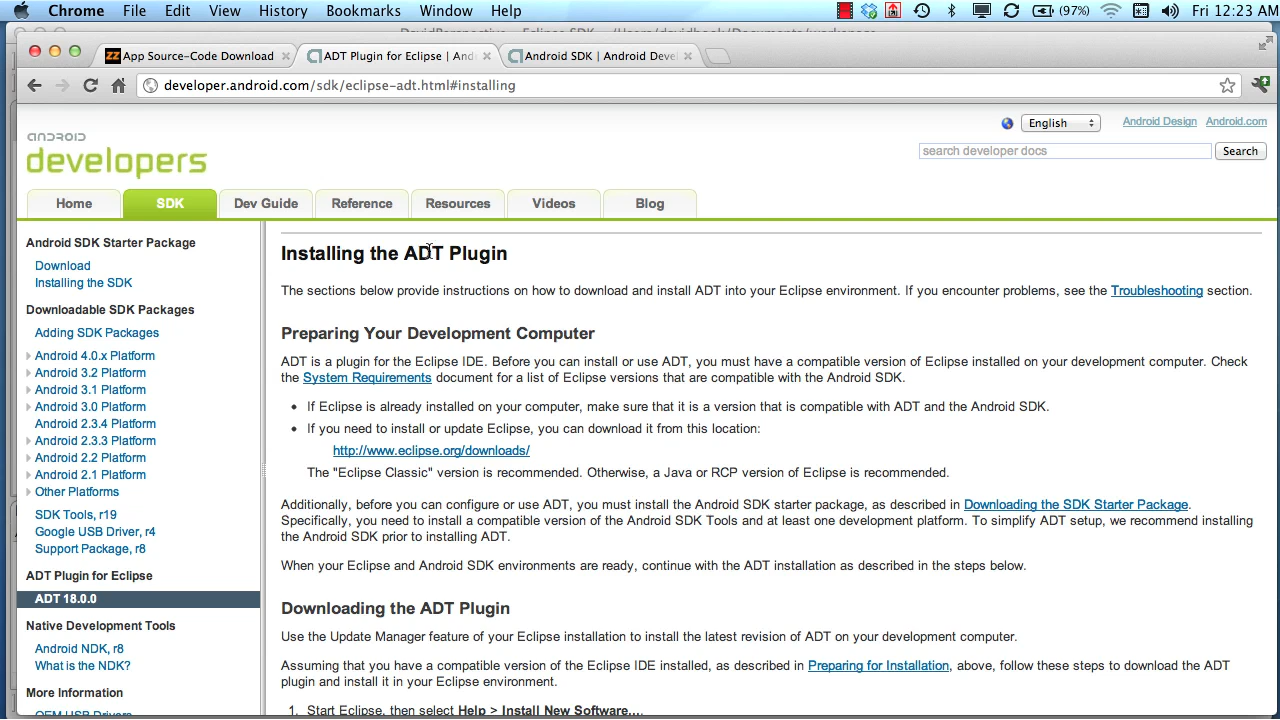 Chrome File Edit View History Bookmarks Window Help (97%) Fri 12:23 AM
App Source-Code Download ADT Plugin for Eclipse | And Android SDK | Android Devel
developer.android.com/sdk/eclipse-adt.html#installing
English Android Design Android.com
android
developers
search developer docs Search
Home SDK Dev Guide Reference Resources Videos Blog
Android SDK Starter Package
Download
Installing the SDK
Downloadable SDK Packages
Adding SDK Packages
Android 4.0.x Platform
Android 3.2 Platform
Android 3.1 Platform
Android 3.0 Platform
Android 2.3.4 Platform
Android 2.3.3 Platform
Android 2.2 Platform
Android 2.1 Platform
Other Platforms
SDK Tools, r19
Google USB Driver, r4
Support Package, r8
ADT Plugin for Eclipse
ADT 18.0.0
Native Development Tools
Android NDK, r8
What is the NDK?
More Information
OEM USB Drivers
Installing the ADT Plugin
The sections below provide instructions on how to download and install ADT into your Eclipse environment. If you encounter problems, see the Troubleshooting section.
Preparing Your Development Computer
ADT is a plugin for the Eclipse IDE. Before you can install or use ADT, you must have a compatible version of Eclipse installed on your development computer. Check
the System Requirements document for a list of Eclipse versions that are compatible with the Android SDK.
• If Eclipse is already installed on your computer, make sure that it is a version that is compatible with ADT and the Android SDK.
• If you need to install or update Eclipse, you can download it from this location:
http://www.eclipse.org/downloads/
The "Eclipse Classic" version is recommended. Otherwise, a Java or RCP version of Eclipse is recommended.
Additionally, before you can configure or use ADT, you must install the Android SDK starter package, as described in Downloading the SDK Starter Package.
Specifically, you need to install a compatible version of the Android SDK Tools and at least one development platform. To simplify ADT setup, we recommend installing
the Android SDK prior to installing ADT.
When your Eclipse and Android SDK environments are ready, continue with the ADT installation as described in the steps below.
Downloading the ADT Plugin
Use the Update Manager feature of your Eclipse installation to install the latest revision of ADT on your development computer.
Assuming that you have a compatible version of the Eclipse IDE installed, as described in Preparing for Installation, above, follow these steps to download the ADT
plugin and install it in your Eclipse environment.
1. Start Eclipse, then select Help > Install New Software....